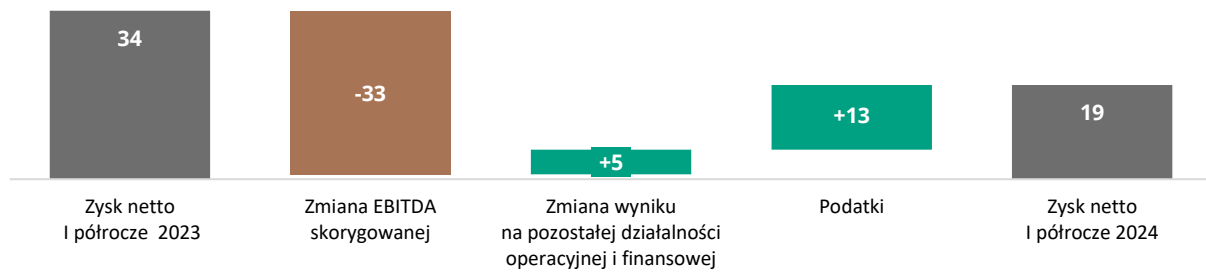 34
-33
+5
+13
19
Zysk netto
I półrocze 2023
Zmiana EBITDA
skorygowanej
Zmiana wyniku
na pozostałej działalności
operacyjnej i finansowej
Podatki
Zysk netto
I półrocze 2024